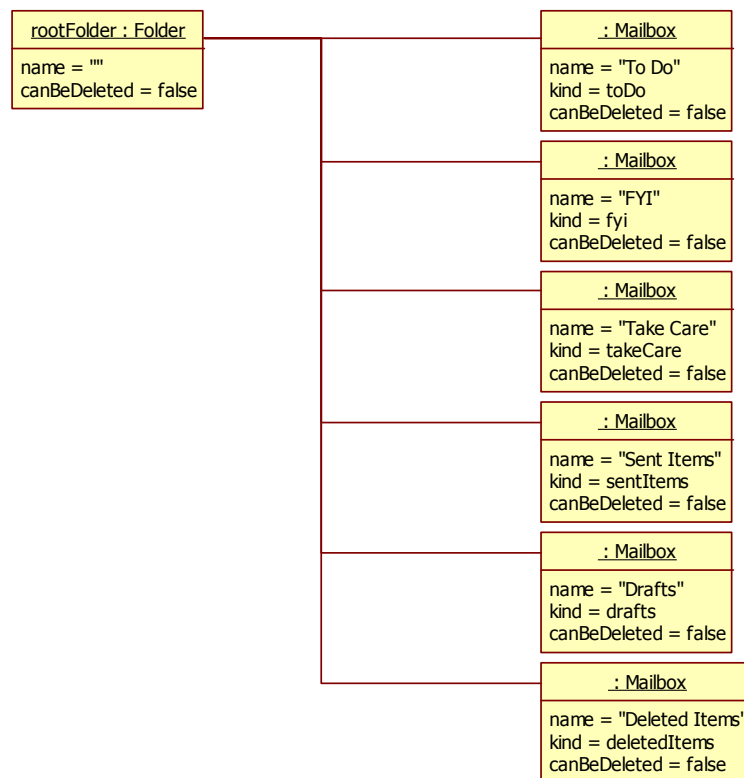 rootFolder : Folder
name = ""
canBeDeleted = false
: Mailbox
name = "To Do"
kind = toDo
canBeDeleted = false
: Mailbox
name = "FYI"
kind = fyi
canBeDeleted = false
: Mailbox
name = "Take Care"
kind = takeCare
canBeDeleted = false
: Mailbox
name = "Sent Items"
kind = sentItems
canBeDeleted = false
: Mailbox
name = "Drafts"
kind = drafts
canBeDeleted = false
: Mailbox
name = "Deleted Items"
kind = deletedItems
canBeDeleted = false